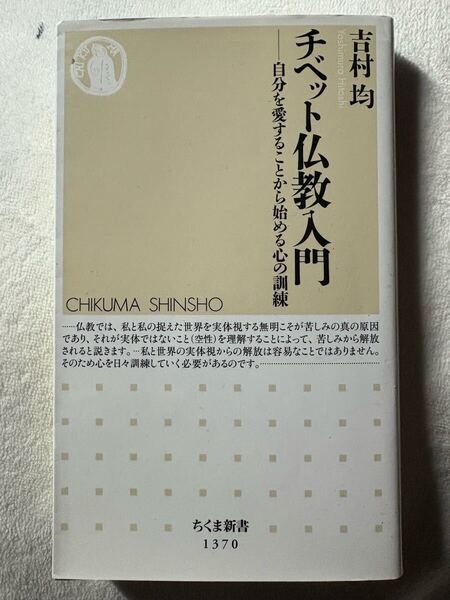 吉村 均
Yoshimura Hitoshi
チベット仏教入門
──自分を愛することから始める心の訓練
CHIKUMA SHINSHO
……仏教では、私と私の捉えた世界を実体視する無明こそが苦しみの真の原因
であり、それが実体ではないこと（空性）を理解することによって、苦しみから解放
されると説きます。…私と世界の実体視からの解放は容易なことではありません。
そのため心を日々訓練していく必要があるのです。……………………
ちくま新書
1370